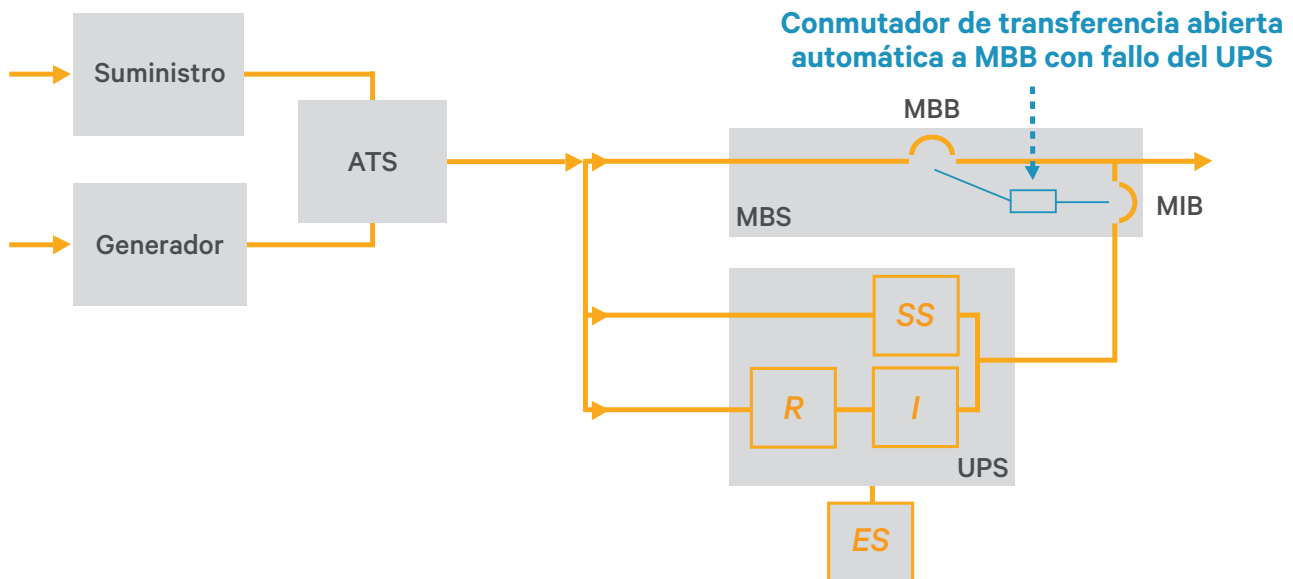 Conmutador de transferencia abierta
automática a MBB con fallo del UPS
Suministro
MBB
ATS
MIB
MBS
Generador
SS
R
I
UPS
ES